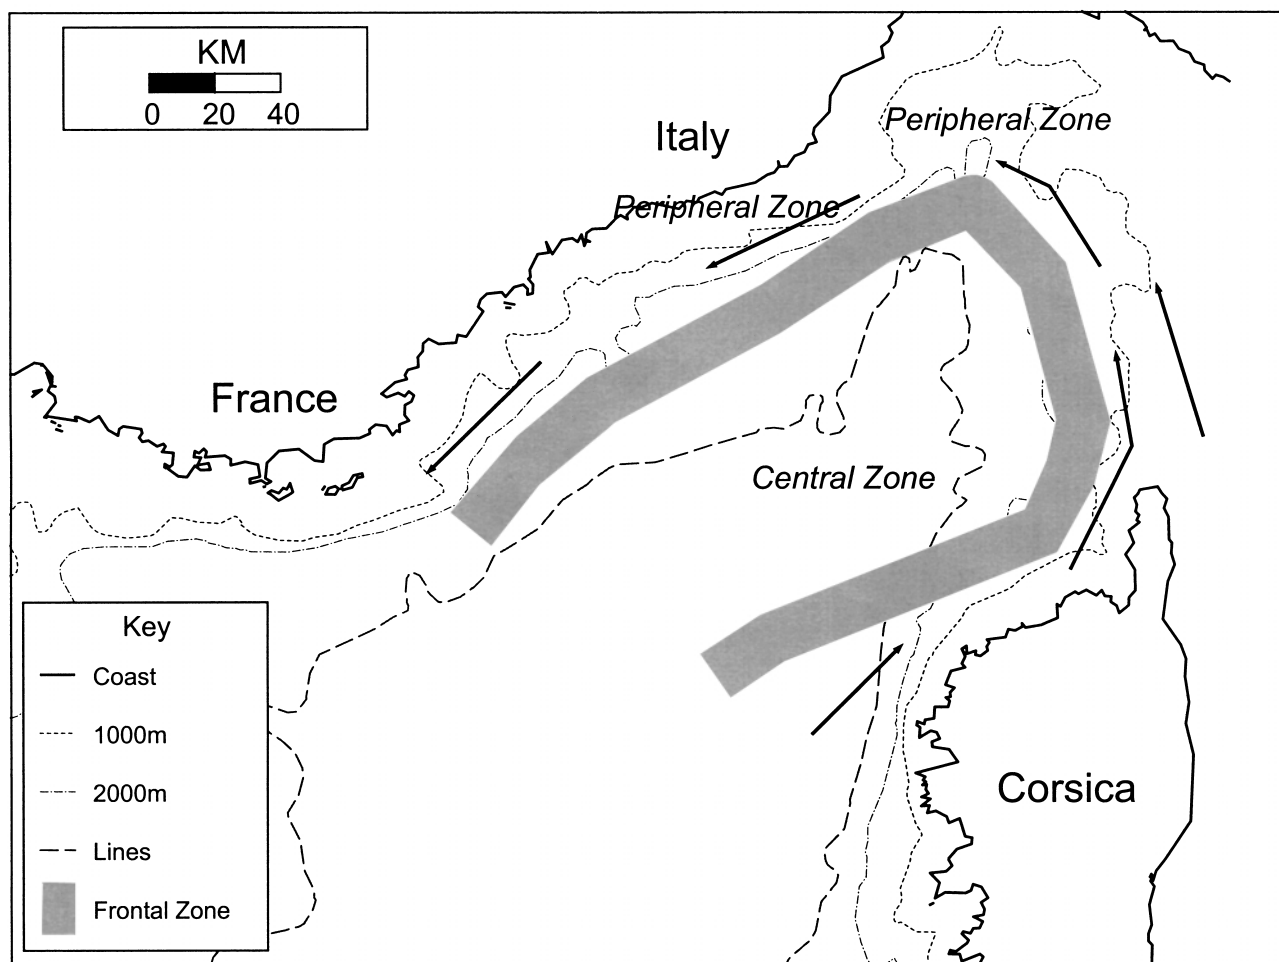 KM
0 20 40
Italy
Peripheral Zone
Peripheral Zone
France
Central Zone
Key
Coast
1000m
2000m
Lines
Frontal Zone
Corsica